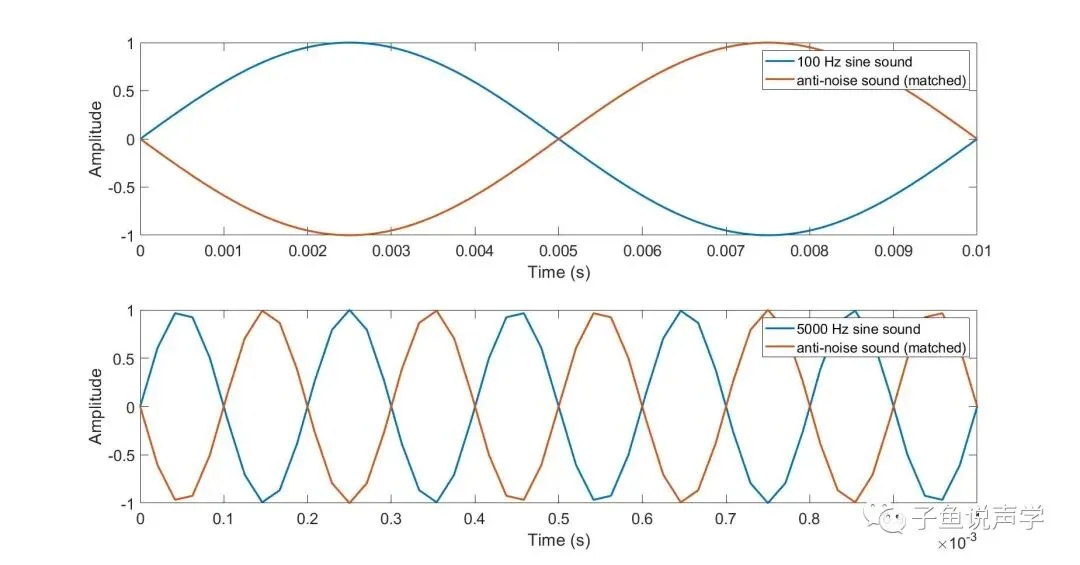 1
0.5
0
-0.5
-1
Amplitude
100 Hz sine sound
anti-noise sound (matched)
0 0.001 0.002 0.003 0.004 0.005 0.006 0.007 0.008 0.009 0.01
Time (s)
1
0.5
0
-0.5
-1
Amplitude
5000 Hz sine sound
anti-noise sound (matched)
0 0.1 0.2 0.3 0.4 0.5 0.6 0.7 0.8
Time (s)
×10-3
子鱼说声学